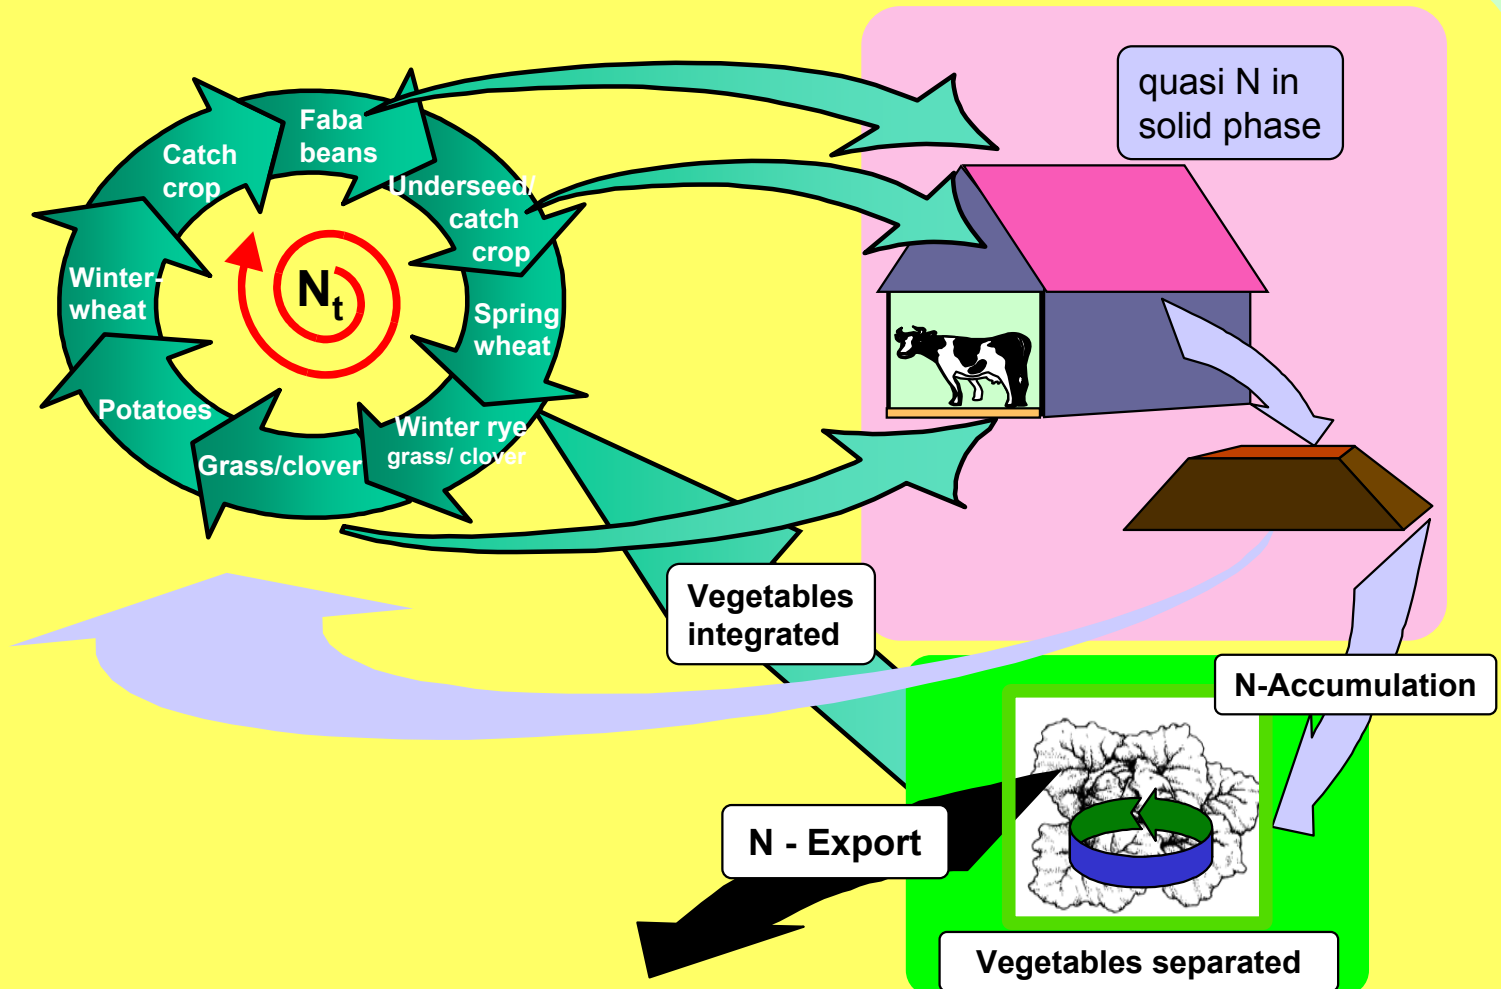 quasi N in
solid phase
Faba
beans
Catch
crop
Underseed/
catch
crop
Winter-
wheat
N t
Spring
wheat
Potatoes
Winter rye
grass/ clover
Grass/clover
Vegetables
integrated
N-Accumulation
N - Export
Vegetables separated